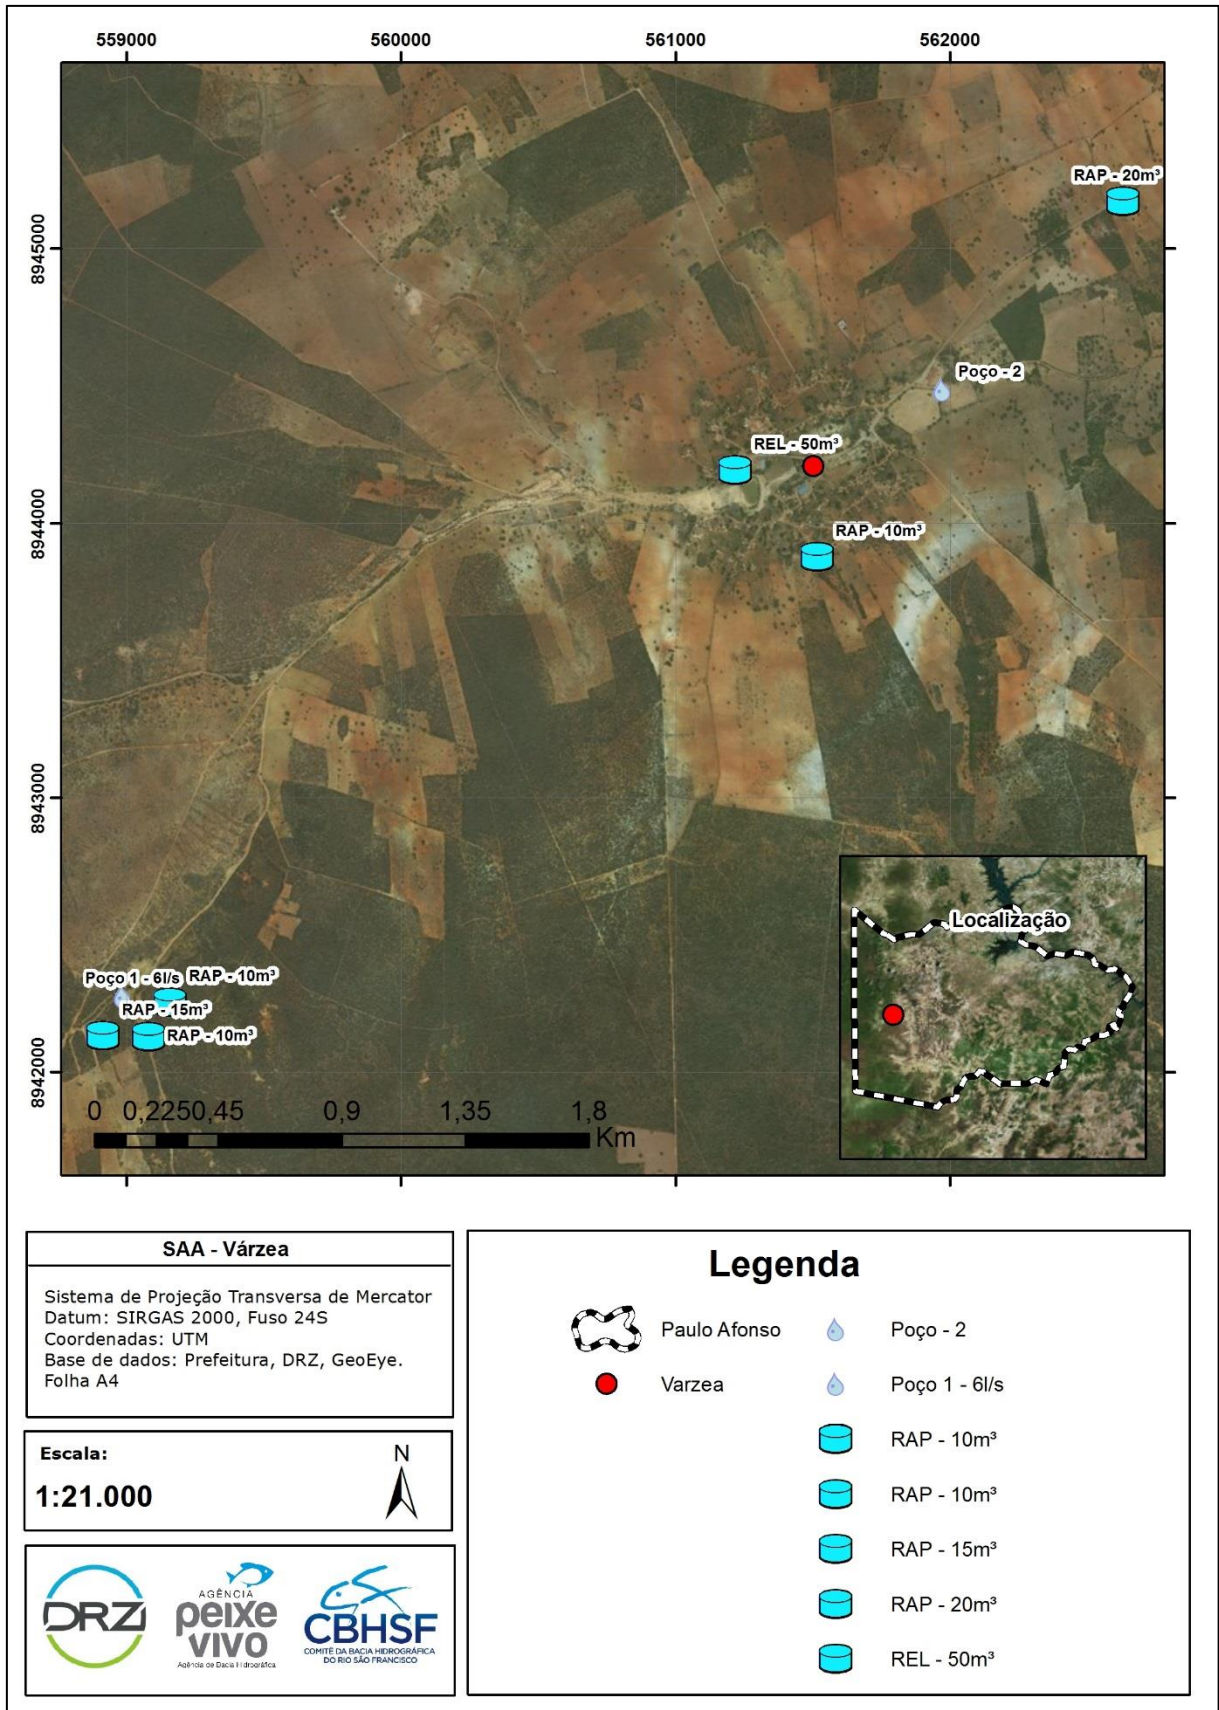 559000 560000 561000 562000
RAP - 20m³
8945000
Poço - 2
REL - 50m³
8944000
RAP - 10m³
8943000
Localização
Poço 1 - 6l/s RAP - 10m³
RAP - 15m³
RAP - 10m³
8942000
0 0,225 0,45 0,9 1,35 1,8
Km
SAA - Várzea
Sistema de Projeção Transversa de Mercator
Datum: SIRGAS 2000, Fuso 24S
Coordenadas: UTM
Base de dados: Prefeitura, DRZ, GeoEye.
Folha A4
Escala:
1:21.000
N
DRZ
AGÊNCIA
peixe
vivo
Agência de Bacia Hidrográfica
CBHSF
COMITÊ DA BACIA HIDROGRÁFICA
DO RIO SÃO FRANCISCO
Legenda
Paulo Afonso
Varzea
Poço - 2
Poço 1 - 6l/s
RAP - 10m³
RAP - 10m³
RAP - 15m³
RAP - 20m³
REL - 50m³